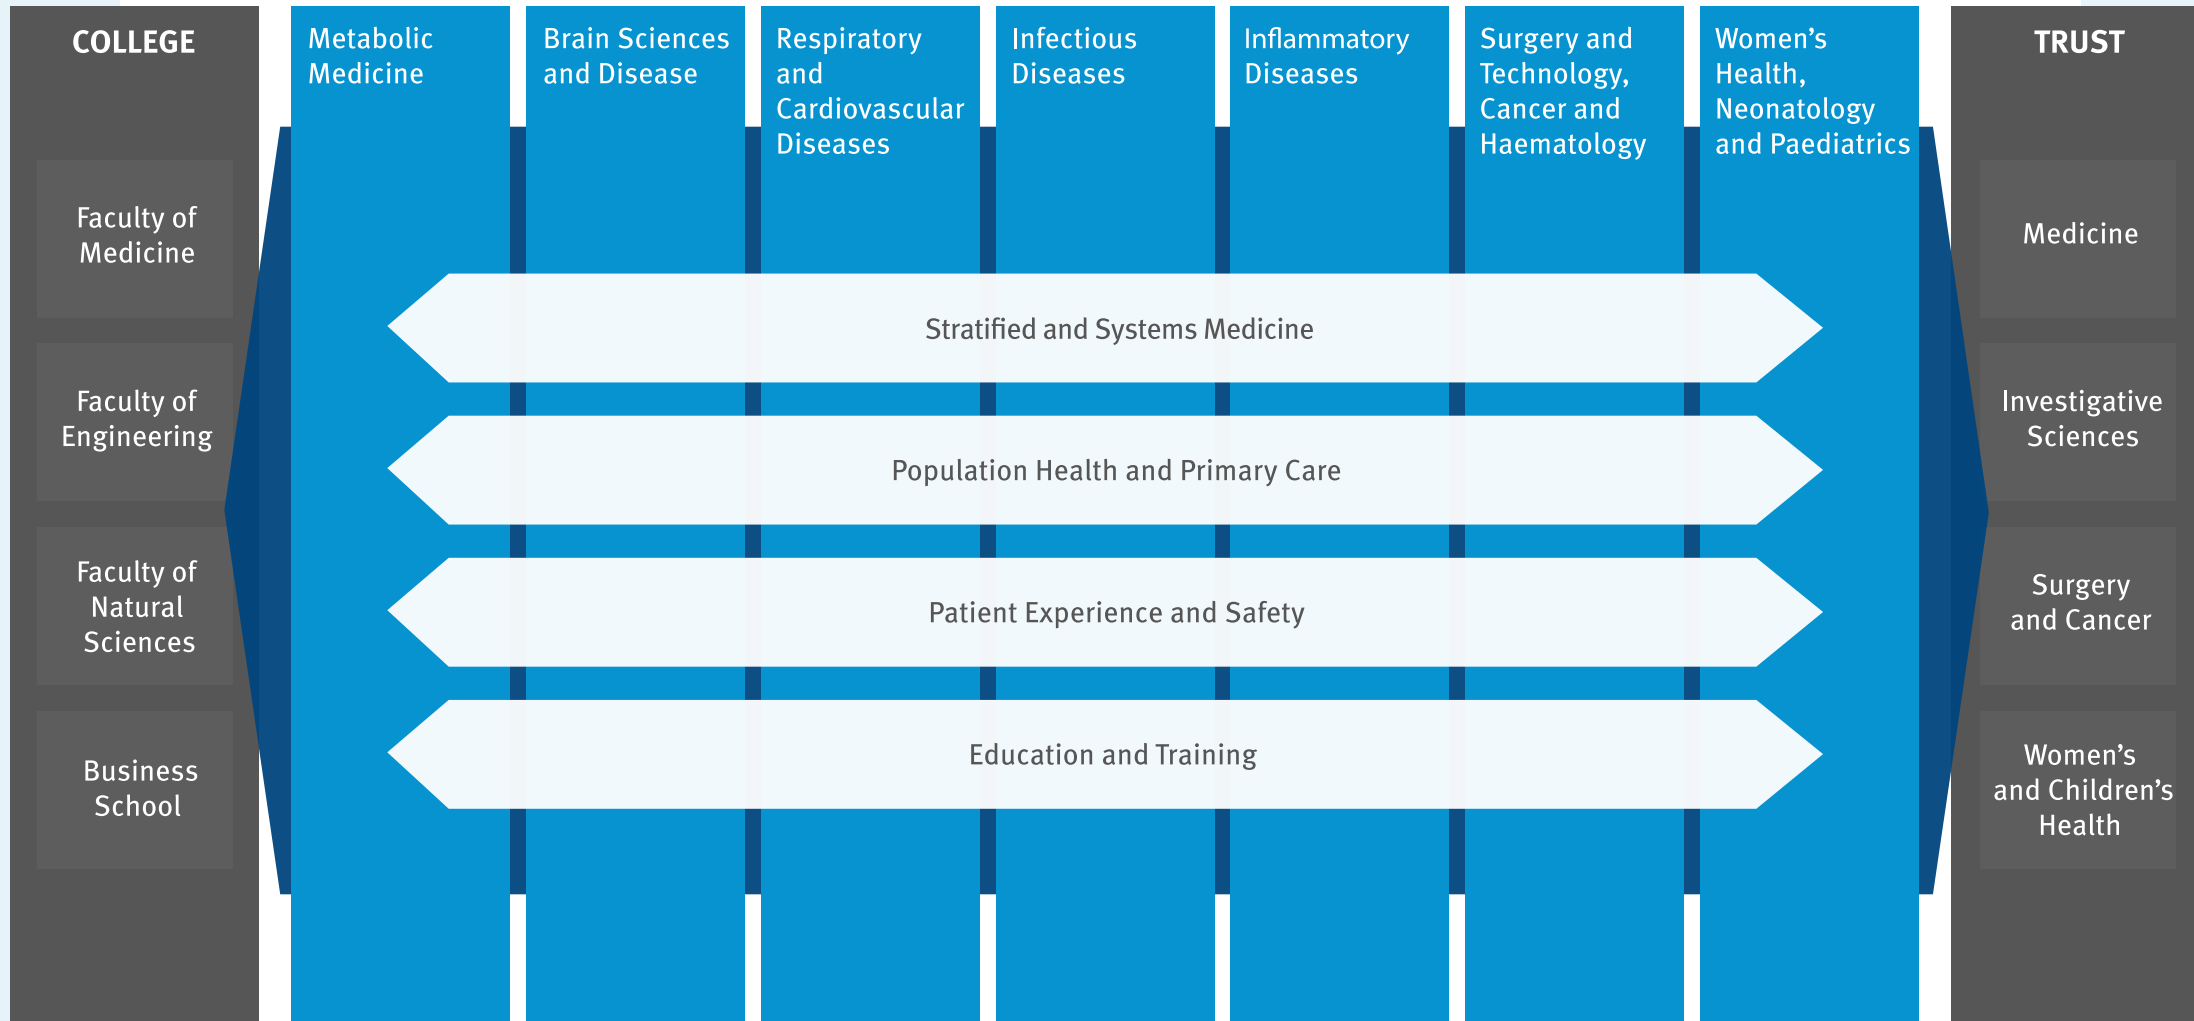 COLLEGE
Faculty of
Medicine
Faculty of
Engineering
Faculty of
Natural
Sciences
Business
School
Metabolic
Medicine
Brain Sciences
and Disease
Respiratory
and
Cardiovascular
Diseases
Infectious
Diseases
Inflammatory
Diseases
Surgery and
Technology,
Cancer and
Haematology
Women’s
Health,
Neonatology
and Paediatrics
Stratified and Systems Medicine
Population Health and Primary Care
Patient Experience and Safety
Education and Training
TRUST
Medicine
Investigative
Sciences
Surgery
and Cancer
Women’s
and Children’s
Health